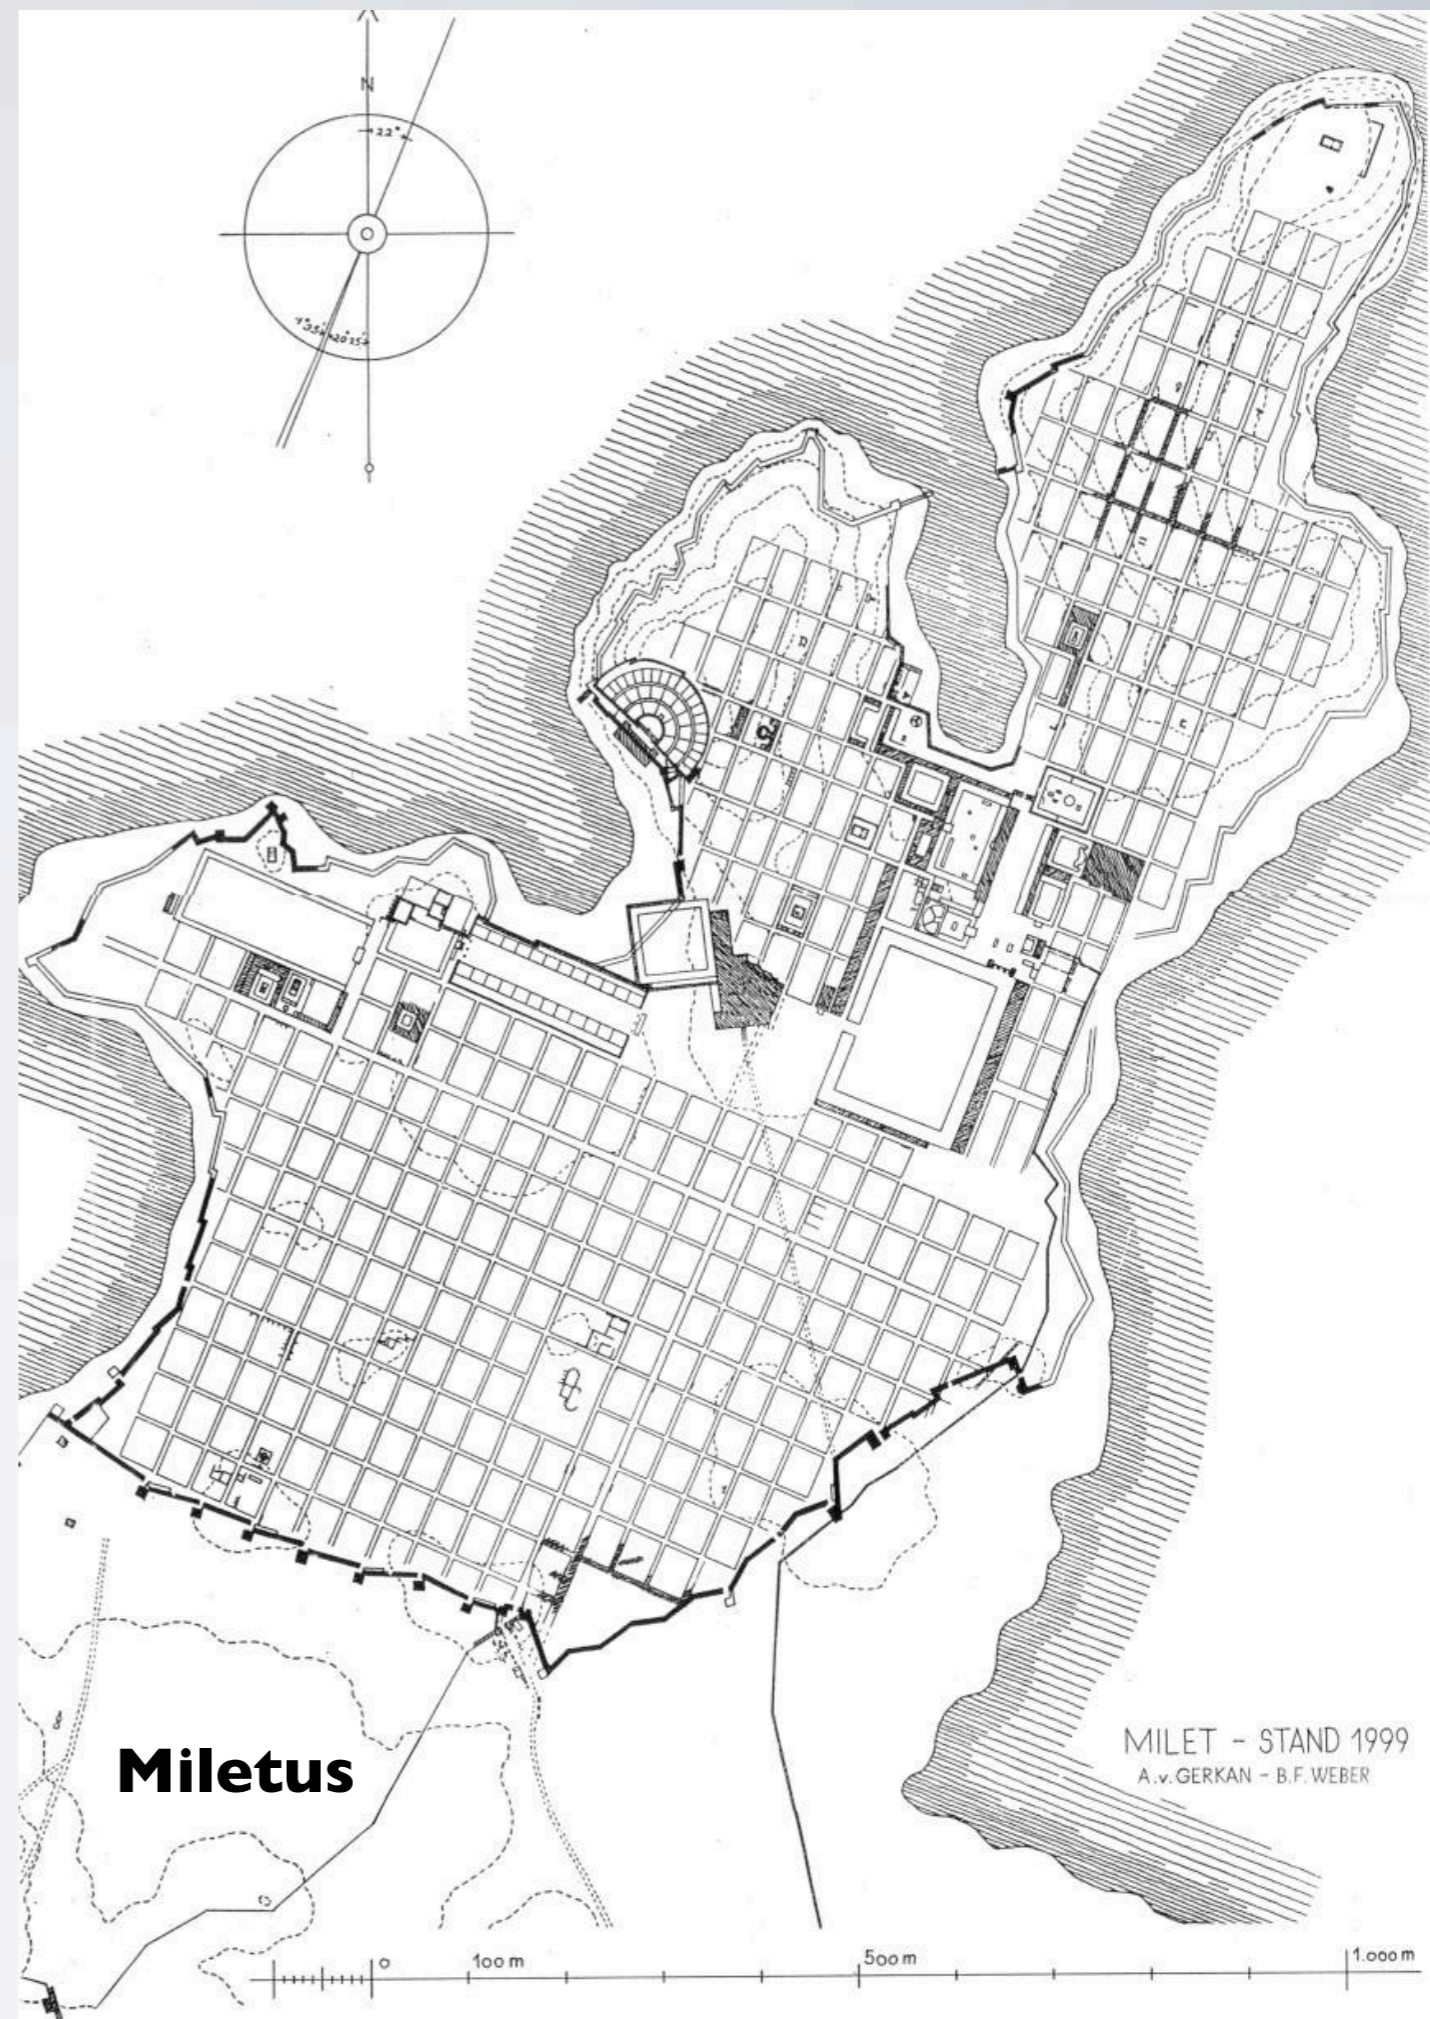 N
22°
Miletus
MILET - STAND 1999
A.v. GERKAN - B.F. WEBER
0 100 m 500 m 1.000 m